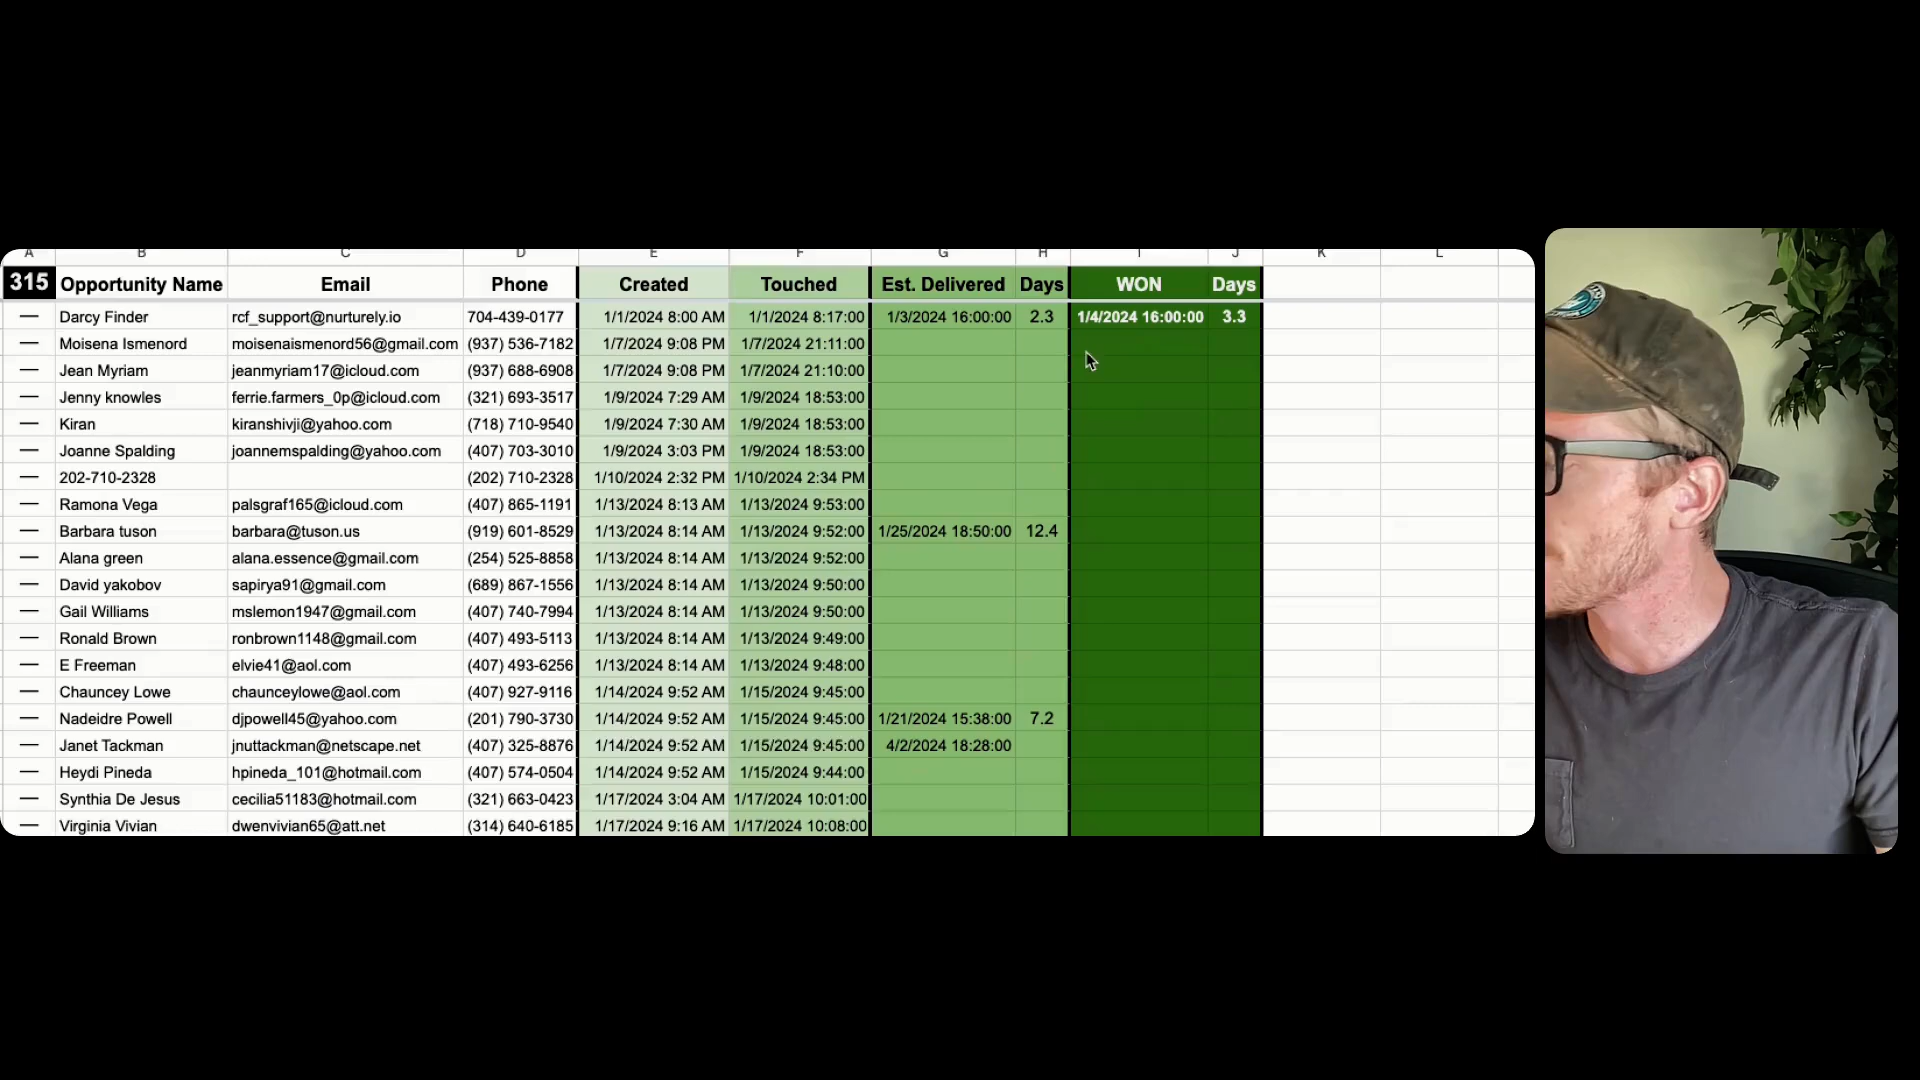 A B C D E F G H I J K L
315 Opportunity Name Email Phone Created Touched Est. Delivered Days WON Days
— Darcy Finder rcf_support@nurturely.io 704-439-0177 1/1/2024 8:00 AM 1/1/2024 8:17:00 1/3/2024 16:00:00 2.3 1/4/2024 16:00:00 3.3
— Moisena Ismenord moisenaismenord56@gmail.com (937) 536-7182 1/7/2024 9:08 PM 1/7/2024 21:11:00
— Jean Myriam jeanmyriam17@icloud.com (937) 688-6908 1/7/2024 9:08 PM 1/7/2024 21:10:00
— Jenny knowles ferrie.farmers_0p@icloud.com (321) 693-3517 1/9/2024 7:29 AM 1/9/2024 18:53:00
— Kiran kiranshivji@yahoo.com (718) 710-9540 1/9/2024 7:30 AM 1/9/2024 18:53:00
— Joanne Spalding joannemspalding@yahoo.com (407) 703-3010 1/9/2024 3:03 PM 1/9/2024 18:53:00
— 202-710-2328 (202) 710-2328 1/10/2024 2:32 PM 1/10/2024 2:34 PM
— Ramona Vega palsgraf165@icloud.com (407) 865-1191 1/13/2024 8:13 AM 1/13/2024 9:53:00
— Barbara tuson barbara@tuson.us (919) 601-8529 1/13/2024 8:14 AM 1/13/2024 9:52:00 1/25/2024 18:50:00 12.4
— Alana green alana.essence@gmail.com (254) 525-8858 1/13/2024 8:14 AM 1/13/2024 9:52:00
— David yakobov sapirya91@gmail.com (689) 867-1556 1/13/2024 8:14 AM 1/13/2024 9:50:00
— Gail Williams mslemon1947@gmail.com (407) 740-7994 1/13/2024 8:14 AM 1/13/2024 9:50:00
— Ronald Brown ronbrown1148@gmail.com (407) 493-5113 1/13/2024 8:14 AM 1/13/2024 9:49:00
— E Freeman elvie41@aol.com (407) 493-6256 1/13/2024 8:14 AM 1/13/2024 9:48:00
— Chauncey Lowe chaunceylowe@aol.com (407) 927-9116 1/14/2024 9:52 AM 1/15/2024 9:45:00
— Nadeidre Powell djpowell45@yahoo.com (201) 790-3730 1/14/2024 9:52 AM 1/15/2024 9:45:00 1/21/2024 15:38:00 7.2
— Janet Tackman jnuttackman@netscape.net (407) 325-8876 1/14/2024 9:52 AM 1/15/2024 9:45:00 4/2/2024 18:28:00
— Heydi Pineda hpineda_101@hotmail.com (407) 574-0504 1/14/2024 9:52 AM 1/15/2024 9:44:00
— Synthia De Jesus cecilia51183@hotmail.com (321) 663-0423 1/17/2024 3:04 AM 1/17/2024 10:01:00
— Virginia Vivian dwenvivian65@att.net (314) 640-6185 1/17/2024 9:16 AM 1/17/2024 10:08:00